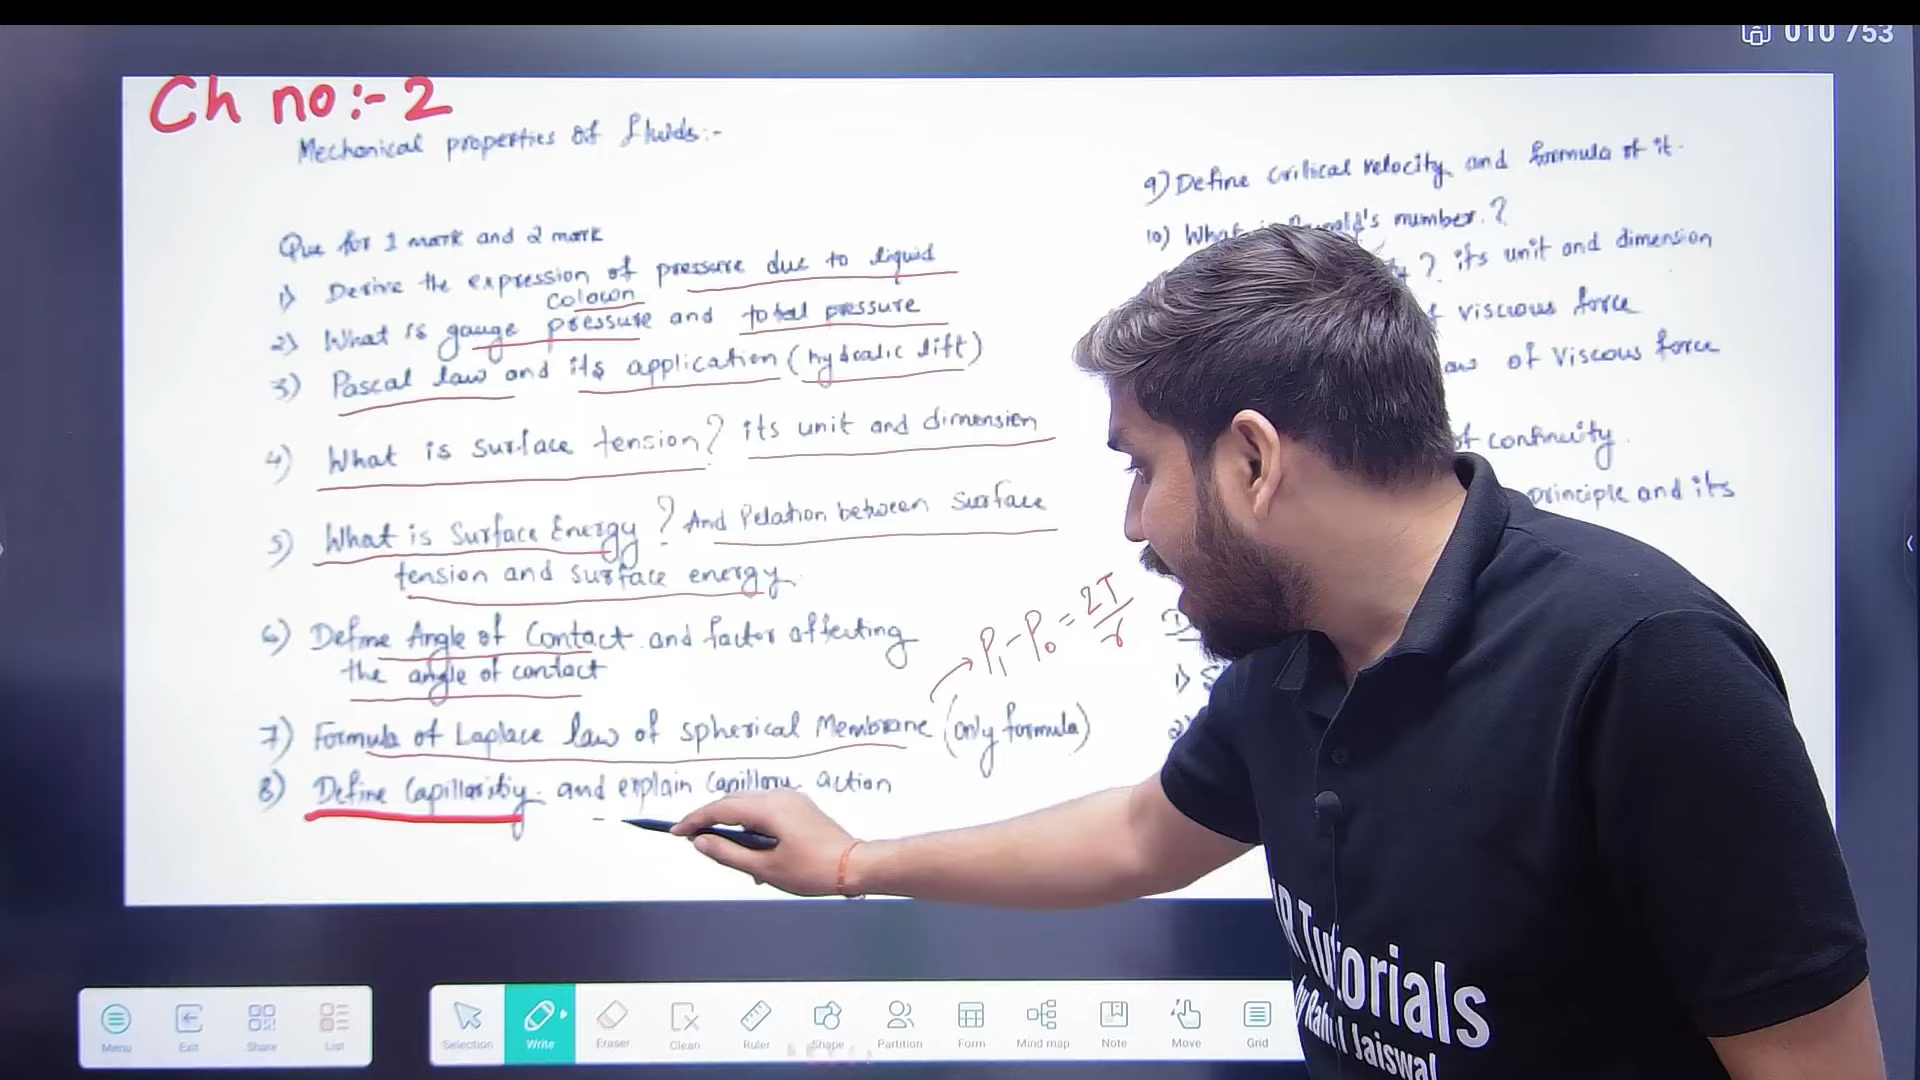 010 753
Ch no:- 2
Mechanical properties of fluids:-
Que for 1 mark and 2 mark
1) Derive the expression of pressure due to liquid
colown
2) What is gauge pressure and total pressure
3) Pascal law and its application (hydralic lift)
4) What is surface tension? its unit and dimension
5) What is Surface Energy? And Relation between surface
tension and surface energy.
6) Define Angle of Contact and factor affecting
the angle of contact
P₁-P₀ = 2T/r
7) Formula of Laplace law of spherical Membrane (only formula)
8) Define Capillarity and explain Capillary action
9) Define critical velocity and formula of it.
10) What number.?
? its unit and dimension
viscous force
of viscous force
of continuity.
principle and its
1) S
2)
Menu
Exit
Share
List
Selection
Write
Eraser
Clean
Ruler
Shape
Partition
Form
Mind map
Note
Move
Grid
Tutorials
Jaiswal